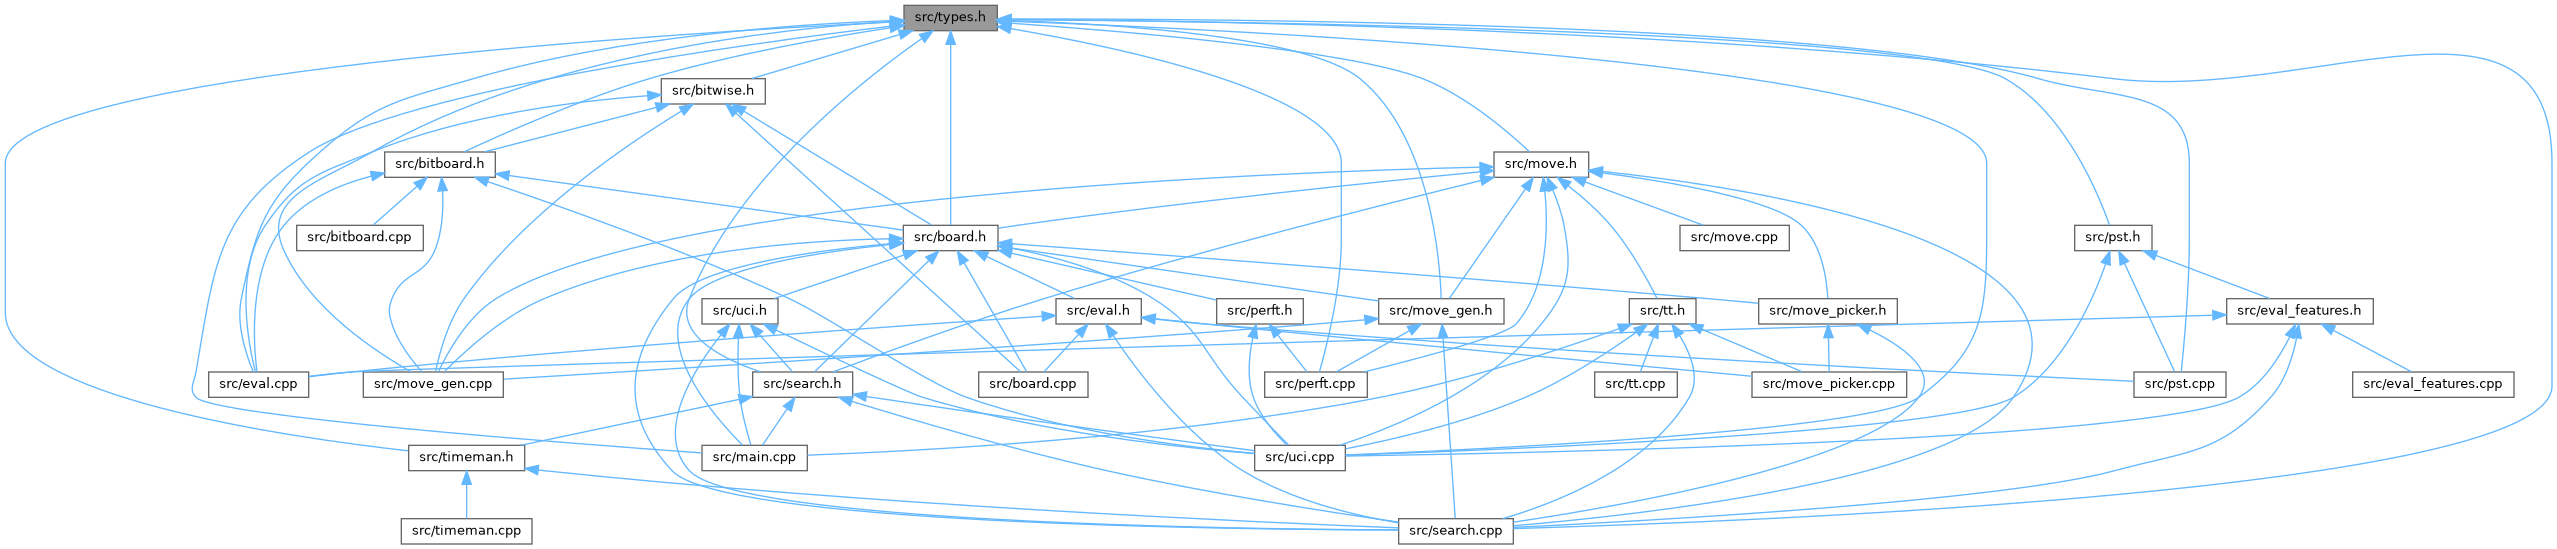 src/types.h
src/bitwise.h
src/bitboard.h
src/move.h
src/bitboard.cpp
src/board.h
src/move.cpp
src/pst.h
src/uci.h
src/eval.h
src/perft.h
src/move_gen.h
src/tt.h
src/move_picker.h
src/eval_features.h
src/eval.cpp
src/move_gen.cpp
src/search.h
src/board.cpp
src/perft.cpp
src/tt.cpp
src/move_picker.cpp
src/pst.cpp
src/eval_features.cpp
src/timeman.h
src/main.cpp
src/uci.cpp
src/timeman.cpp
src/search.cpp